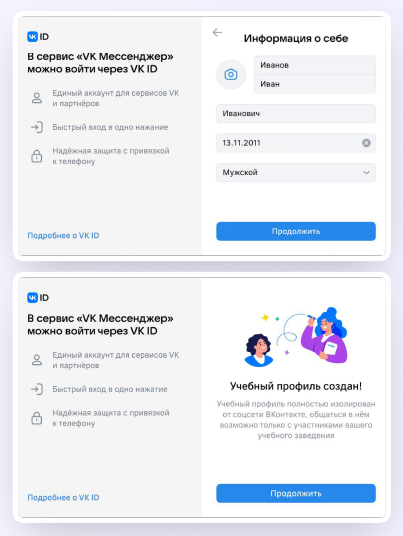 VK ID
В сервис «VK Мессенджер»
можно войти через VK ID
Единый аккаунт для сервисов VK
и партнёров
Быстрый вход в одно нажание
Надёжная защита с привязкой
к телефону
Подробнее о VK ID
Информация о себе
Иванов
Иван
Иванович
13.11.2011
Мужской
Продолжить
VK ID
В сервис «VK Мессенджер»
можно войти через VK ID
Единый аккаунт для сервисов VK
и партнёров
Быстрый вход в одно нажатие
Надёжная защита с привязкой
к телефону
Подробнее о VK ID
Учебный профиль создан!
Учебный профиль полностью изолирован
от соцсети ВКонтакте, общаться в нём
возможно только с участниками вашего
учебного заведения
Продолжить